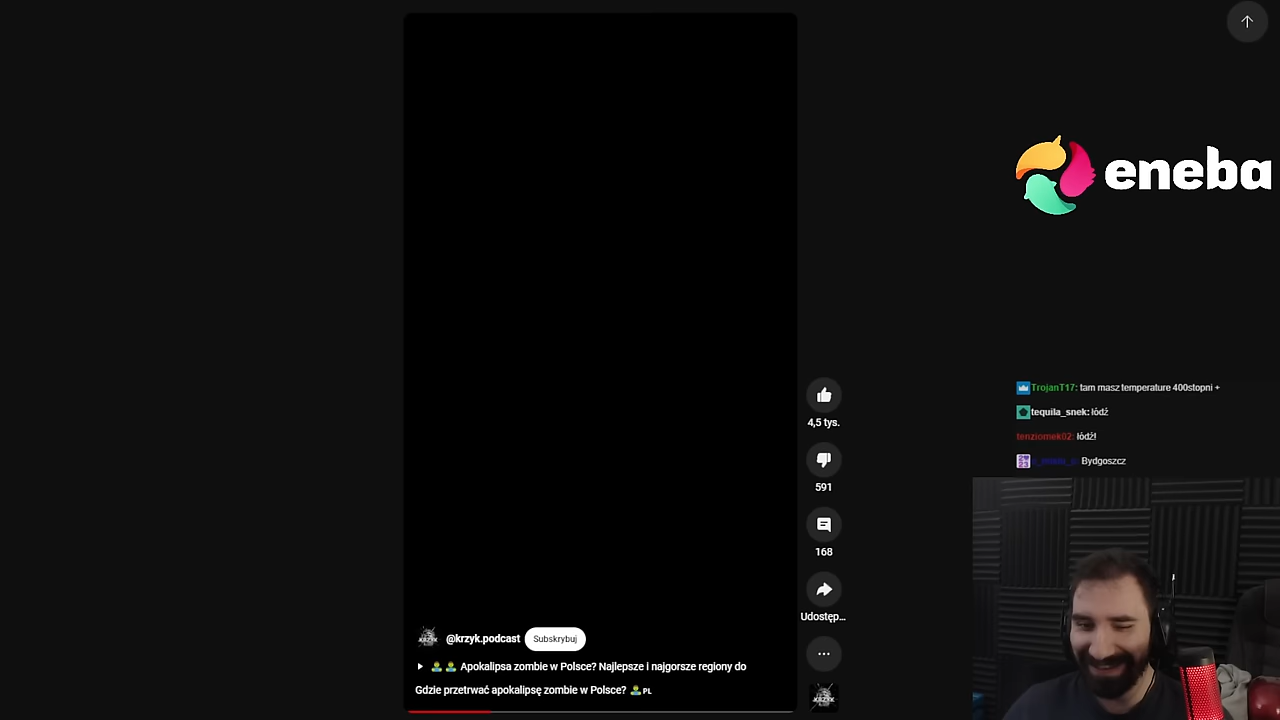 eneba
TrojanT17: tam masz temperature 400stopni +
tequila_snek: łódź
tenziomek02: łódź!
Bydgoszcz
4,5 tys.
591
168
Udostęp...
@krzyk.podcast Subskrybuj
Apokalipsa zombie w Polsce? Najlepsze i najgorsze regiony do
Gdzie przetrwać apokalipsę zombie w Polsce? PL